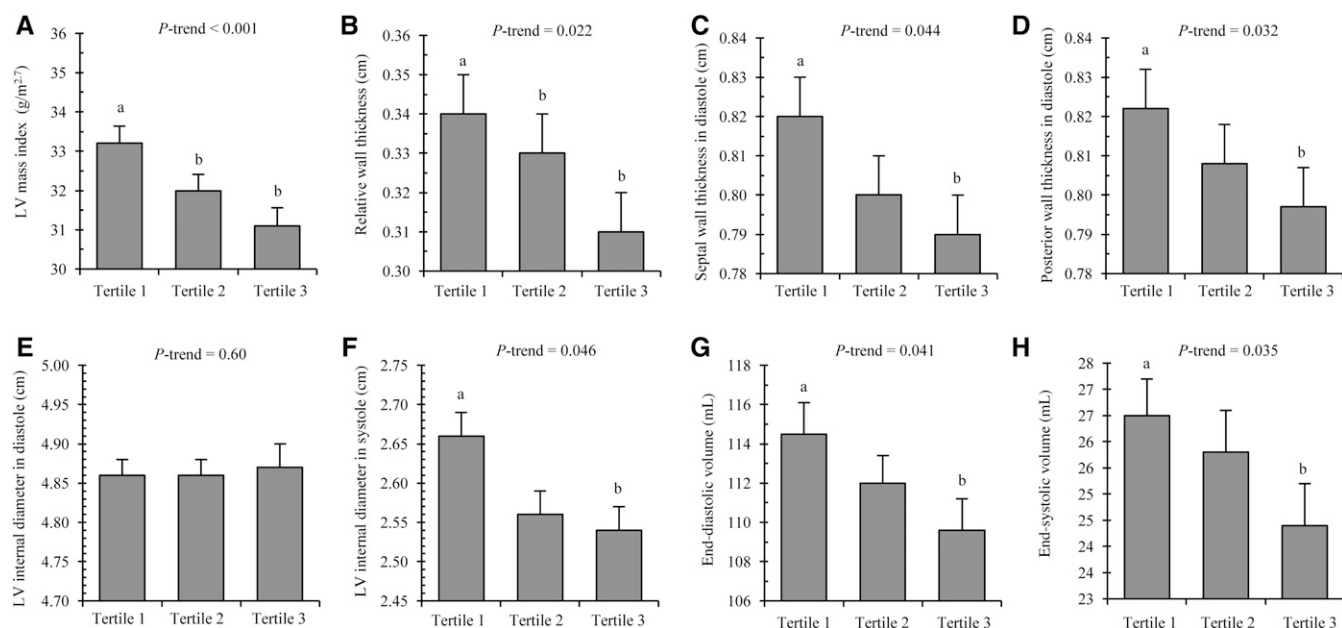 A
P-trend < 0.001
LV mass index (g/m2.7)
36
35
34
33
32
31
30
a
b
b
Tertile 1
Tertile 2
Tertile 3
B
P-trend = 0.022
Relative wall thickness (cm)
0.36
0.35
0.34
0.33
0.32
0.31
0.30
a
b
b
Tertile 1
Tertile 2
Tertile 3
C
P-trend = 0.044
Septal wall thickness in diastole (cm)
0.84
0.83
0.82
0.81
0.80
0.79
0.78
a
b
Tertile 1
Tertile 2
Tertile 3
D
P-trend = 0.032
Posterior wall thickness in diastole (cm)
0.84
0.83
0.82
0.81
0.80
0.79
0.78
a
b
Tertile 1
Tertile 2
Tertile 3
E
P-trend = 0.60
LV internal diameter in diastole (cm)
5.00
4.95
4.90
4.85
4.80
4.75
4.70
Tertile 1
Tertile 2
Tertile 3
F
P-trend = 0.046
LV internal diameter in systole (cm)
2.75
2.70
2.65
2.60
2.55
2.50
2.45
a
b
Tertile 1
Tertile 2
Tertile 3
G
P-trend = 0.041
End-diastolic volume (mL)
118
116
114
112
110
108
106
a
b
Tertile 1
Tertile 2
Tertile 3
H
P-trend = 0.035
End-systolic volume (mL)
28
27
27
26
26
25
25
24
24
23
23
a
b
Tertile 1
Tertile 2
Tertile 3